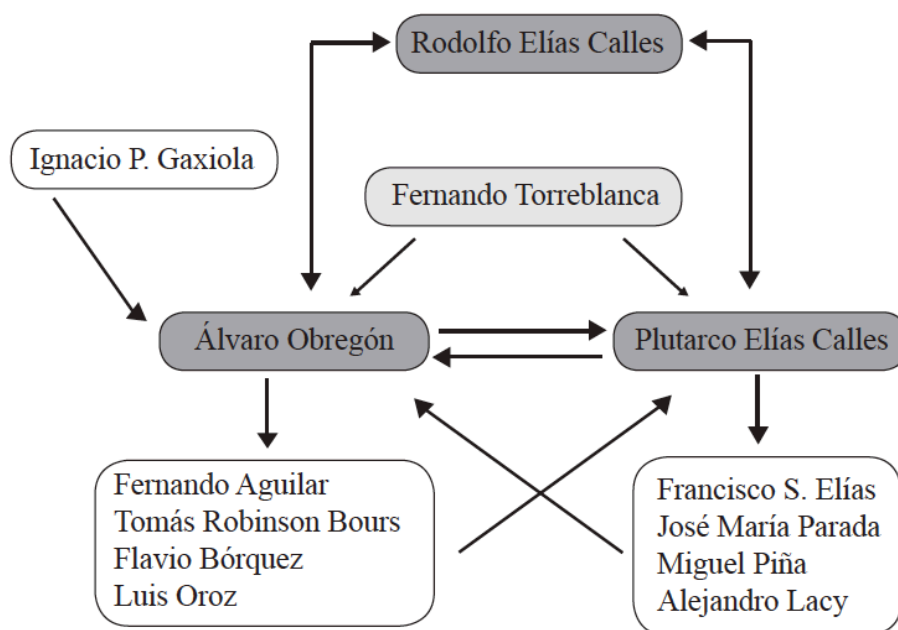 Rodolfo Elías Calles
Ignacio P. Gaxiola
Fernando Torreblanca
Álvaro Obregón
Plutarco Elías Calles
Fernando Aguilar
Tomás Robinson Bours
Flavio Bórquez
Luis Oroz
Francisco S. Elías
José María Parada
Miguel Piña
Alejandro Lacy